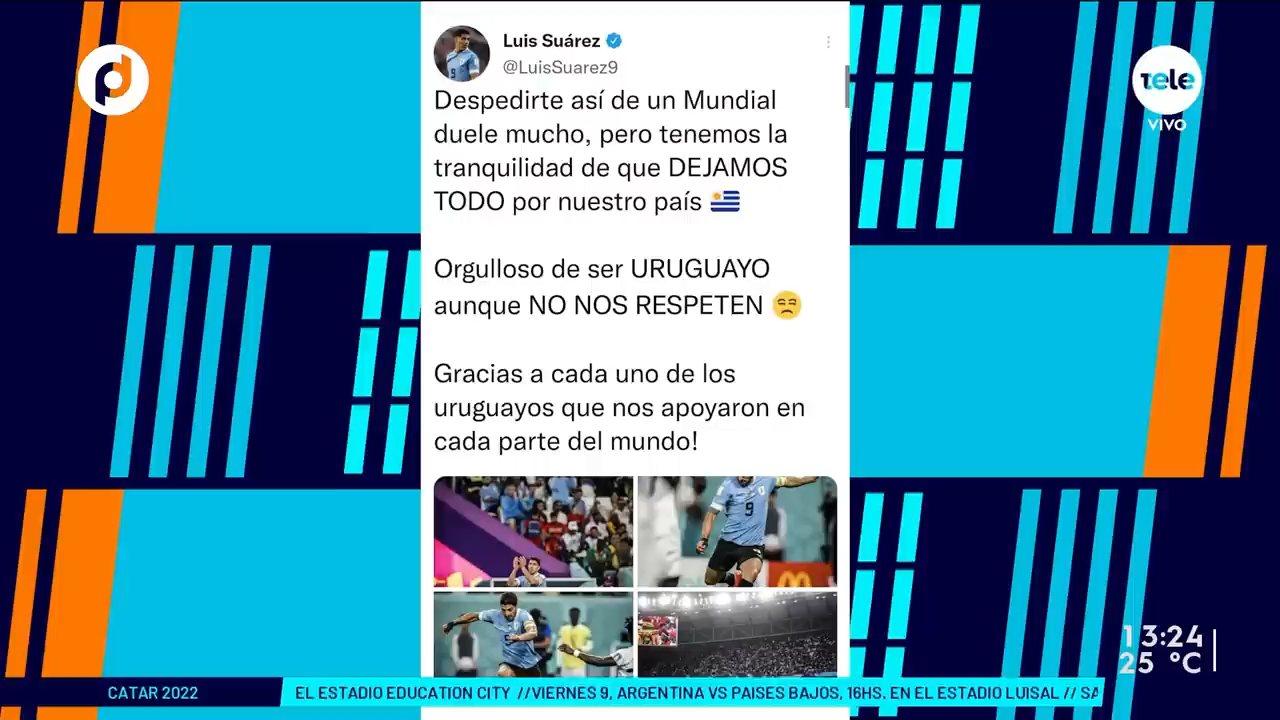 Luis Suárez
@LuisSuarez9
Despedirte así de un Mundial
duele mucho, pero tenemos la
tranquilidad de que DEJAMOS
TODO por nuestro país
Orgulloso de ser URUGUAYO
aunque NO NOS RESPETEN
Gracias a cada uno de los
uruguayos que nos apoyaron en
cada parte del mundo!
9
tele
VIVO
13:24
25 °C
CATAR 2022
EL ESTADIO EDUCATION CITY //VIERNES 9, ARGENTINA VS PAISES BAJOS, 16HS. EN EL ESTADIO LUISAL // SA